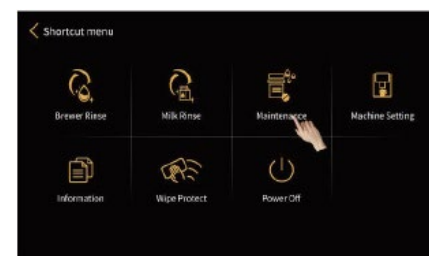 Shortcut menu
Brewer Rinse
Milk Rinse
Maintenance
Machine Setting
Information
Wipe Protect
Power Off